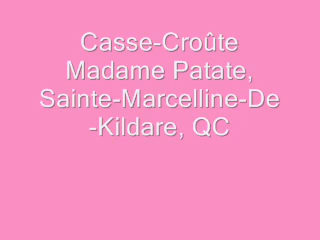 Casse-Croûte
Madame Patate,
Sainte-Marcelline-De
-Kildare, QC